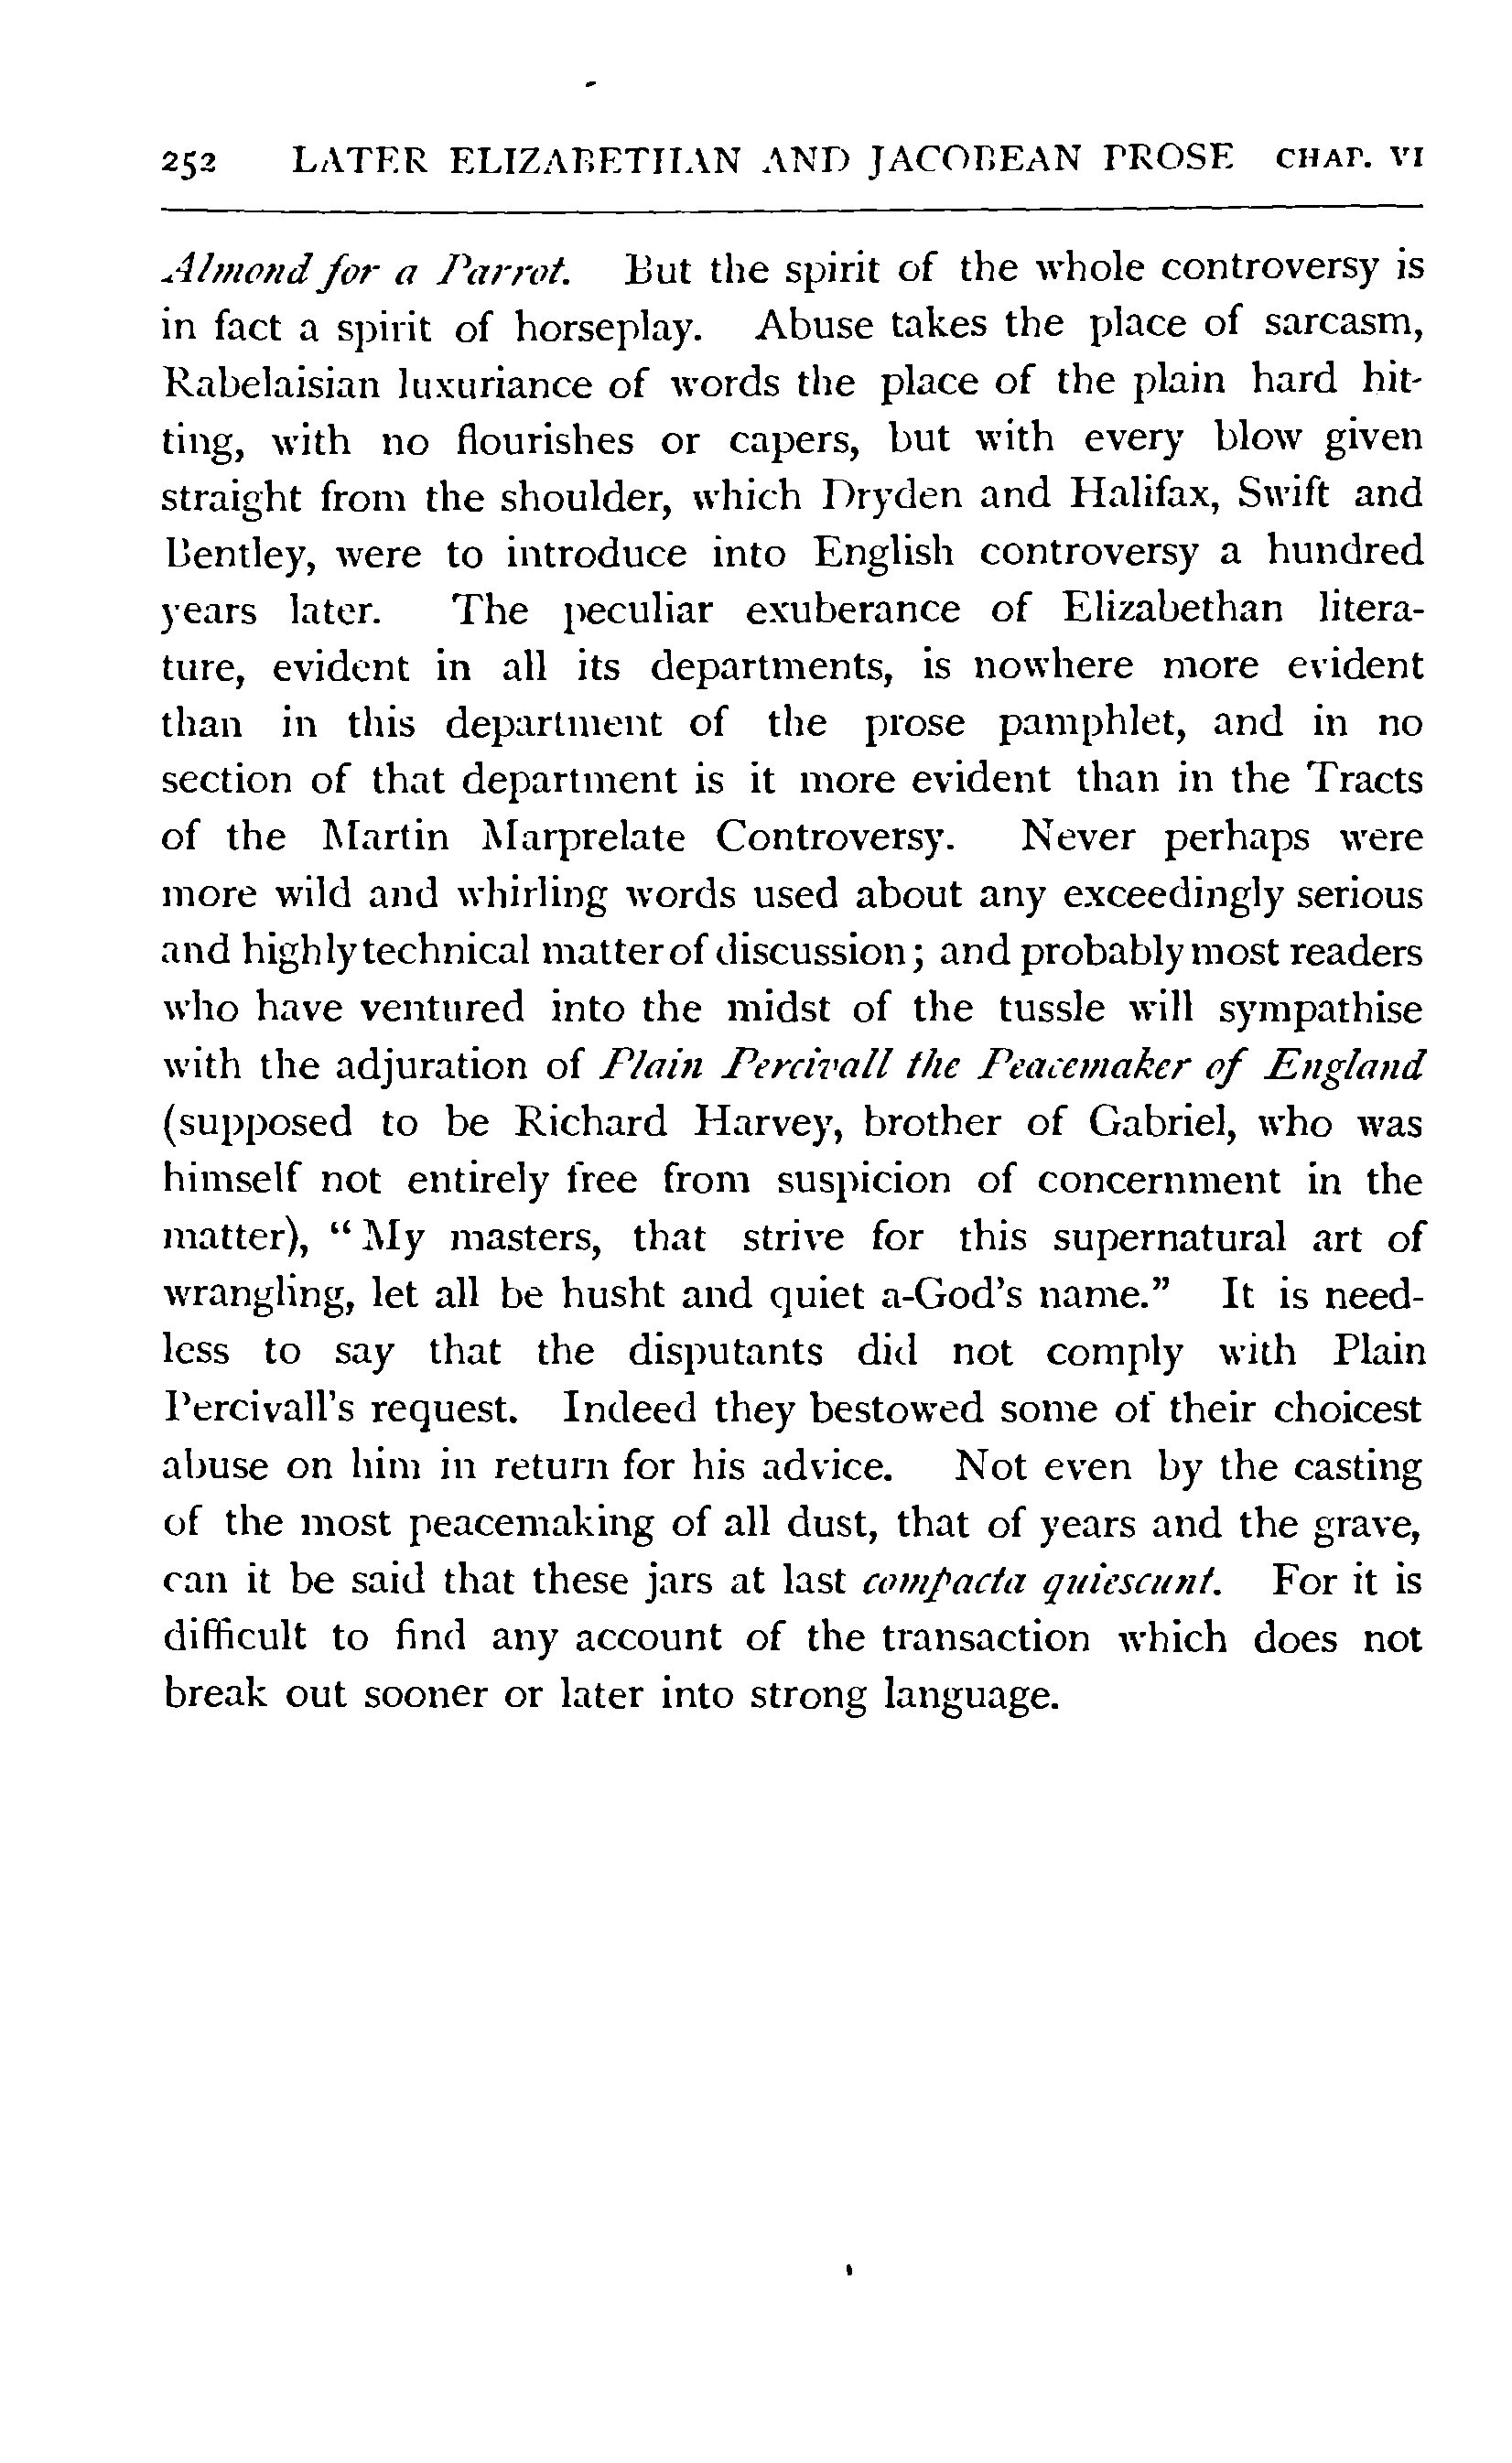 252 LATER ELIZABETHAN AND JACOBEAN PROSE CHAP. VI
Almond for a Parrot. But the spirit of the whole controversy is
in fact a spirit of horseplay. Abuse takes the place of sarcasm,
Rabelaisian luxuriance of words the place of the plain hard hit-
ting, with no flourishes or capers, but with every blow given
straight from the shoulder, which Dryden and Halifax, Swift and
Bentley, were to introduce into English controversy a hundred
years later. The peculiar exuberance of Elizabethan litera-
ture, evident in all its departments, is nowhere more evident
than in this department of the prose pamphlet, and in no
section of that department is it more evident than in the Tracts
of the Martin Marprelate Controversy. Never perhaps were
more wild and whirling words used about any exceedingly serious
and highly technical matter of discussion; and probably most readers
who have ventured into the midst of the tussle will sympathise
with the adjuration of Plain Percivall the Peacemaker of England
(supposed to be Richard Harvey, brother of Gabriel, who was
himself not entirely free from suspicion of concernment in the
matter), "My masters, that strive for this supernatural art of
wrangling, let all be husht and quiet a-God's name." It is need-
less to say that the disputants did not comply with Plain
Percivall's request. Indeed they bestowed some of their choicest
abuse on him in return for his advice. Not even by the casting
of the most peacemaking of all dust, that of years and the grave,
can it be said that these jars at last compacta quiescunt. For it is
difficult to find any account of the transaction which does not
break out sooner or later into strong language.